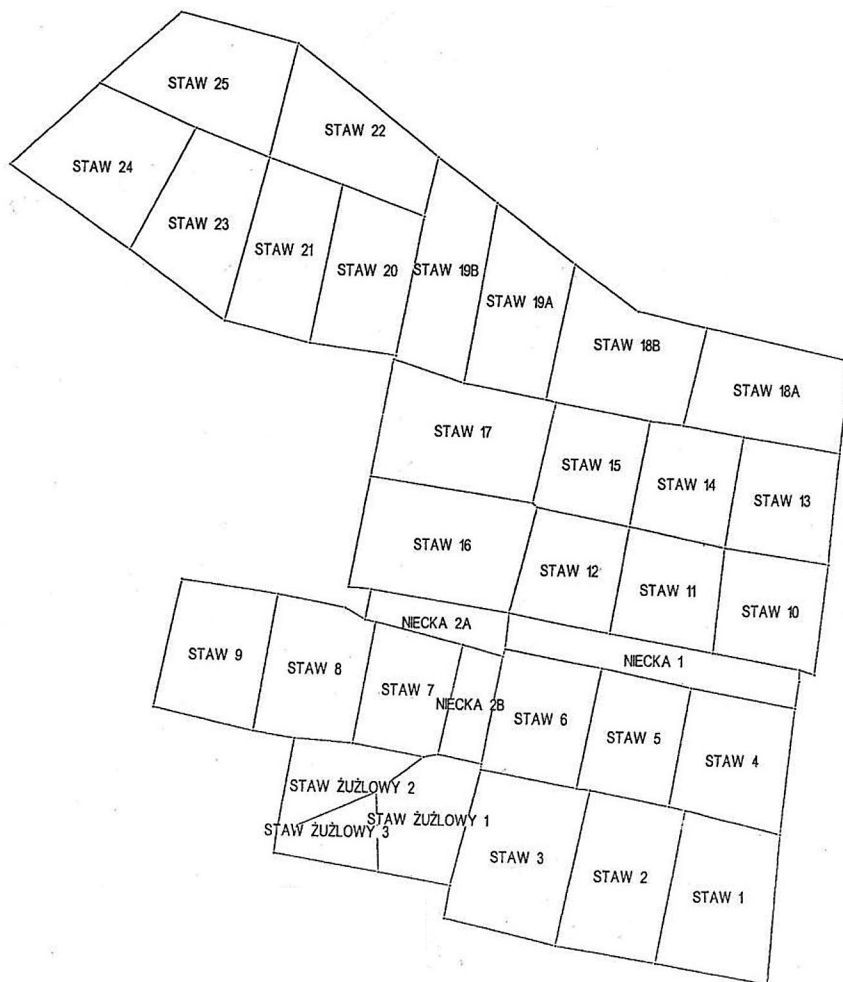 STAW 25
STAW 22
STAW 24
STAW 23
STAW 21
STAW 20
STAW 19B
STAW 19A
STAW 18B
STAW 18A
STAW 17
STAW 15
STAW 14
STAW 13
STAW 16
STAW 12
STAW 11
STAW 10
NIECKA 2A
NIECKA 1
STAW 9
STAW 8
STAW 7
NIECKA 2B
STAW 6
STAW 5
STAW 4
STAW ŻUŻLOWY 2
STAW ŻUŻLOWY 1
STAW ŻUŻLOWY 3
STAW 3
STAW 2
STAW 1